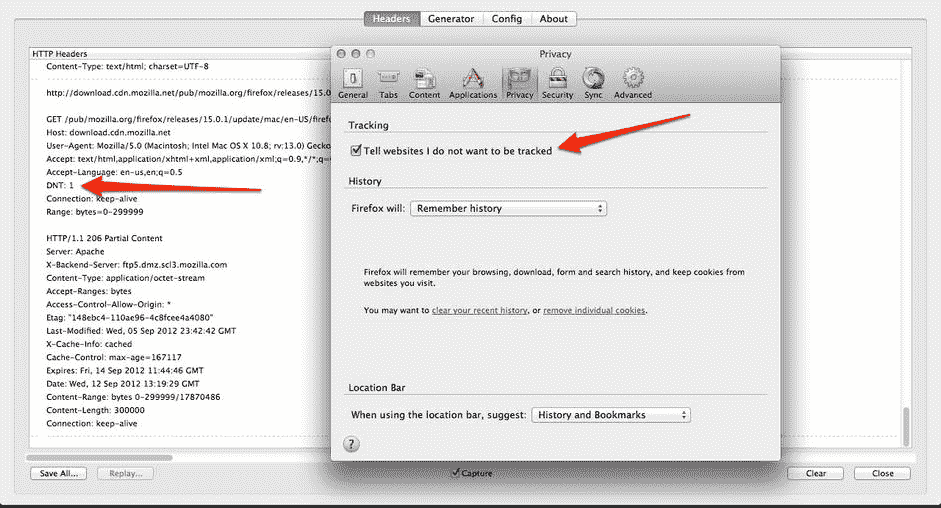 Headers Generator Config About
HTTP Headers
Content-Type: text/html; charset=UTF-8
http://download.cdn.mozilla.net/pub/mozilla.org/firefox/releases/15.0.
GET /pub/mozilla.org/firefox/releases/15.0.1/update/mac/en-US/firef
Host: download.cdn.mozilla.net
User-Agent: Mozilla/5.0 (Macintosh; Intel Mac OS X 10.8; rv:13.0) Gecko
Accept: text/html,application/xhtml+xml,application/xml;q=0.9,*/*;q=
Accept-Language: en-us,en;q=0.5
DNT: 1
Connection: keep-alive
Range: bytes=0-299999
HTTP/1.1 206 Partial Content
Server: Apache
X-Backend-Server: ftp5.dmz.scl3.mozilla.com
Content-Type: application/octet-stream
Accept-Ranges: bytes
Access-Control-Allow-Origin: *
Etag: "148ebc4-110ae96-4c8fcee4a4080"
Last-Modified: Wed, 05 Sep 2012 23:42:42 GMT
X-Cache-Info: cached
Cache-Control: max-age=167117
Expires: Fri, 14 Sep 2012 11:44:46 GMT
Date: Wed, 12 Sep 2012 13:19:29 GMT
Content-Range: bytes 0-299999/17870486
Content-Length: 300000
Connection: keep-alive
Privacy
General Tabs Content Applications Privacy Security Sync Advanced
Tracking
Tell websites I do not want to be tracked
History
Firefox will: Remember history
Firefox will remember your browsing, download, form and search history, and keep cookies from
websites you visit.
You may want to clear your recent history, or remove individual cookies.
Location Bar
When using the location bar, suggest: History and Bookmarks
?
Save All... Replay... Capture Clear Close